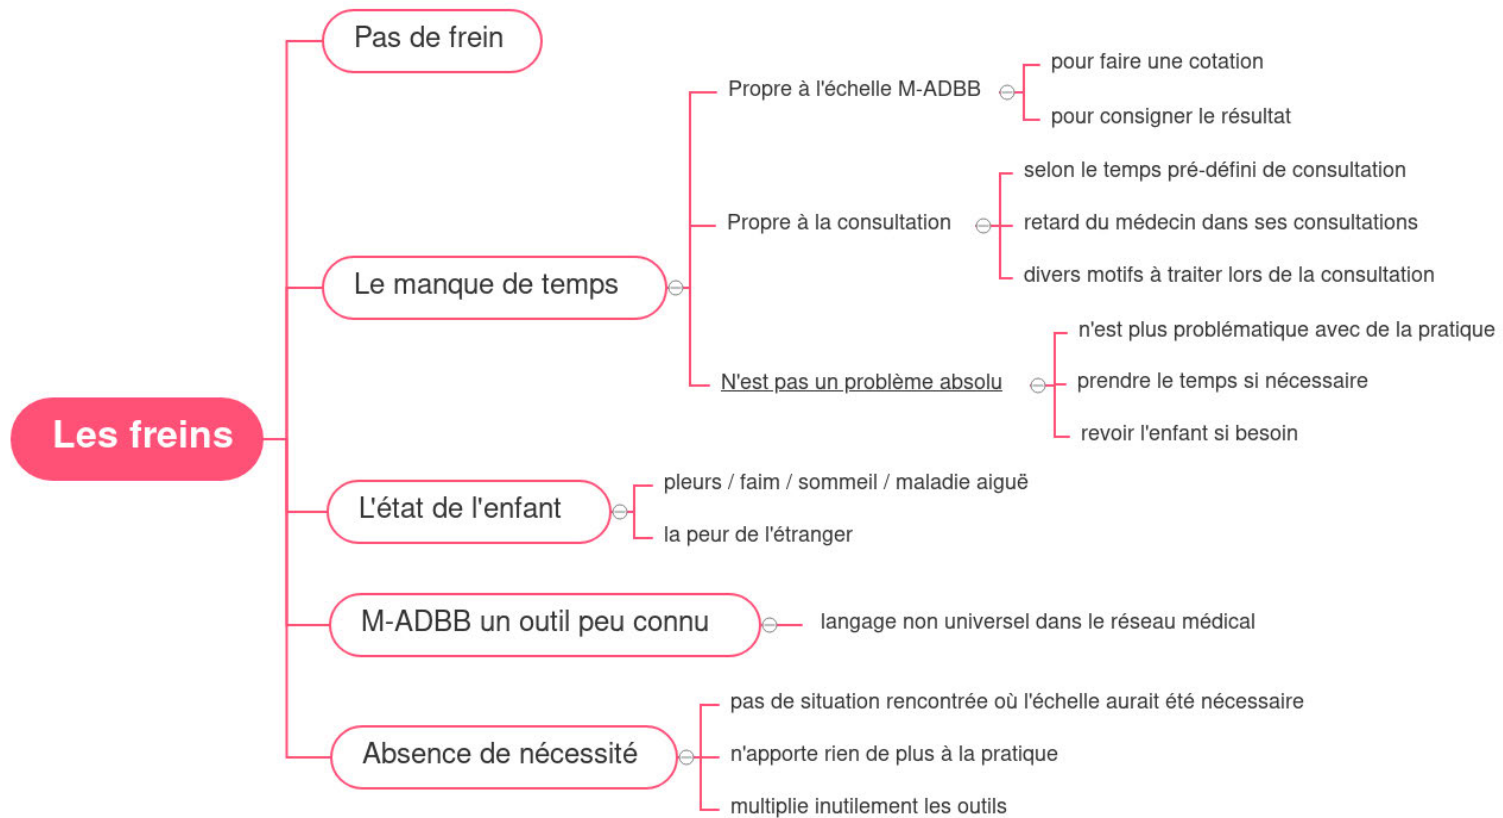 Les freins
Pas de frein
Le manque de temps
Propre à l'échelle M-ADBB
pour faire une cotation
pour consigner le résultat
Propre à la consultation
selon le temps pré-défini de consultation
retard du médecin dans ses consultations
divers motifs à traiter lors de la consultation
N'est pas un problème absolu
n'est plus problématique avec de la pratique
prendre le temps si nécessaire
revoir l'enfant si besoin
L'état de l'enfant
pleurs / faim / sommeil / maladie aiguë
la peur de l'étranger
M-ADBB un outil peu connu
langage non universel dans le réseau médical
Absence de nécessité
pas de situation rencontrée où l'échelle aurait été nécessaire
n'apporte rien de plus à la pratique
multiplie inutilement les outils